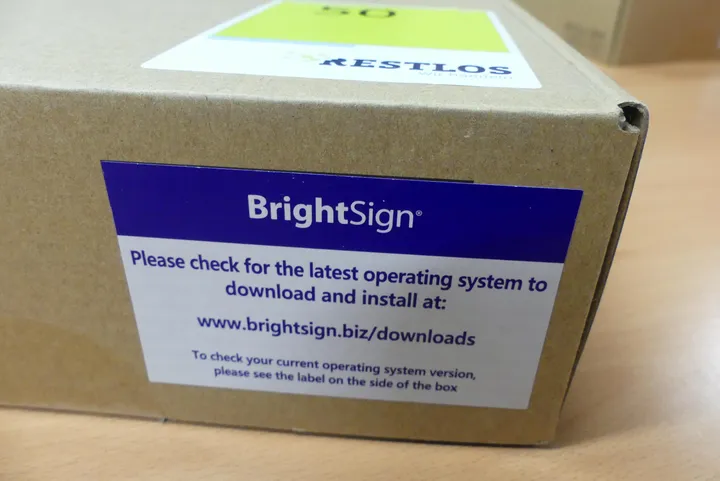 50
RESTLOS
BrightSign®
Please check for the latest operating system to
download and install at:
www.brightsign.biz/downloads
To check your current operating system version,
please see the label on the side of the box